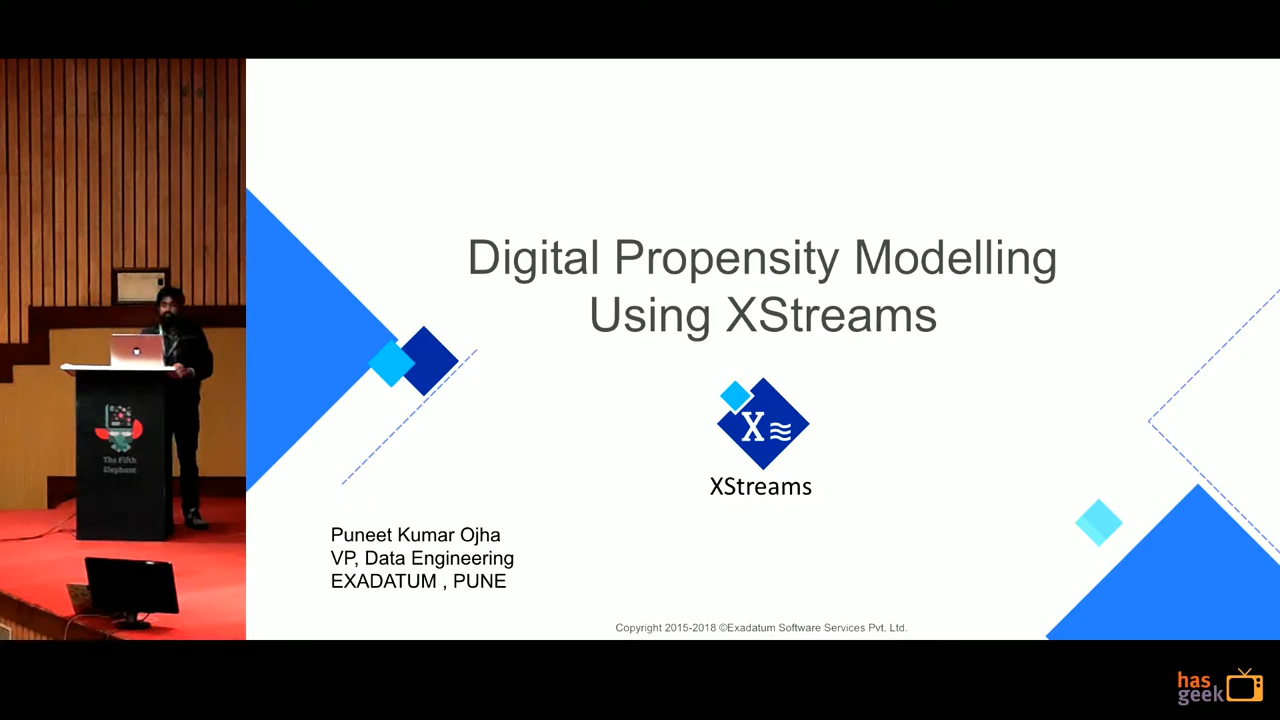 Digital Propensity Modelling
Using XStreams
X
XStreams
Puneet Kumar Ojha
VP, Data Engineering
EXADATUM , PUNE
Copyright 2015-2018 ©Exadatum Software Services Pvt. Ltd.
The Fifth
Elephant
has
geek